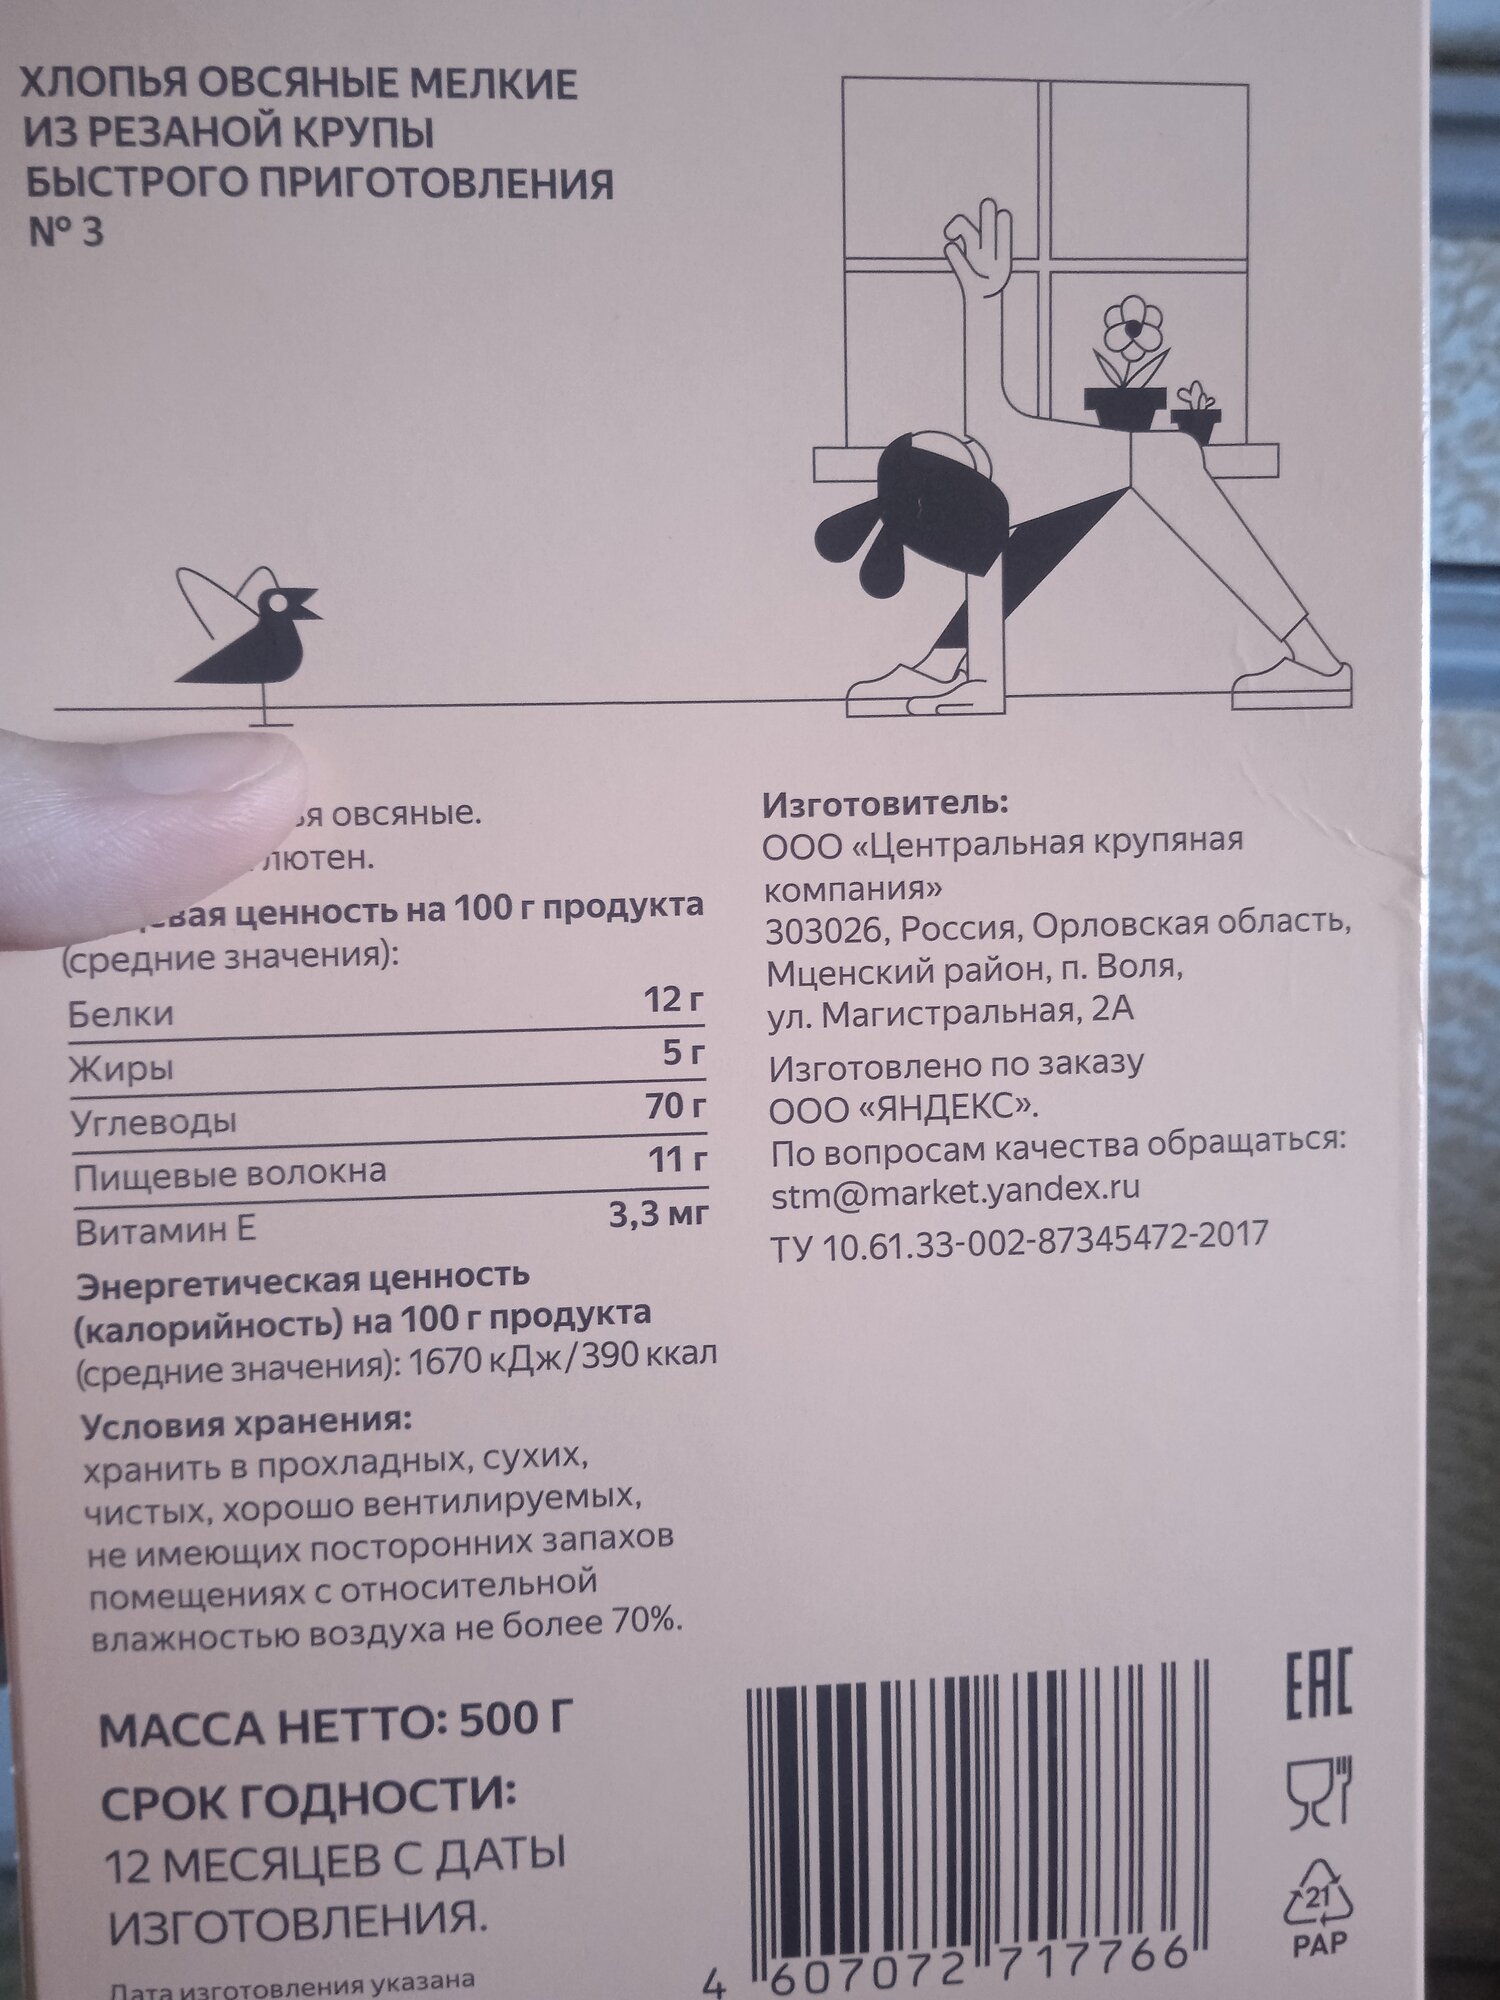 ХЛОПЬЯ ОВСЯНЫЕ МЕЛКИЕ
ИЗ РЕЗАНОЙ КРУПЫ
БЫСТРОГО ПРИГОТОВЛЕНИЯ
№ 3
овсяные.
ценность на 100 г продукта
(средние значения):
Белки 12 г
Жиры 5 г
Углеводы 70 г
Пищевые волокна 11 г
Витамин Е 3,3 мг
Энергетическая ценность
(калорийность) на 100 г продукта
(средние значения): 1670 кДж/390 ккал
Условия хранения:
хранить в прохладных, сухих,
чистых, хорошо вентилируемых,
не имеющих посторонних запахов
помещениях с относительной
влажностью воздуха не более 70%.
МАССА НЕТТО: 500 Г
СРОК ГОДНОСТИ:
12 МЕСЯЦЕВ С ДАТЫ
ИЗГОТОВЛЕНИЯ.
Дата изготовления указана
Изготовитель:
ООО «Центральная крупяная
компания»
303026, Россия, Орловская область,
Мценский район, п. Воля,
ул. Магистральная, 2А
Изготовлено по заказу
ООО «ЯНДЕКС».
По вопросам качества обращаться:
stm@market.yandex.ru
ТУ 10.61.33-002-87345472-2017
4 607072 717766
EAC
21
PAP